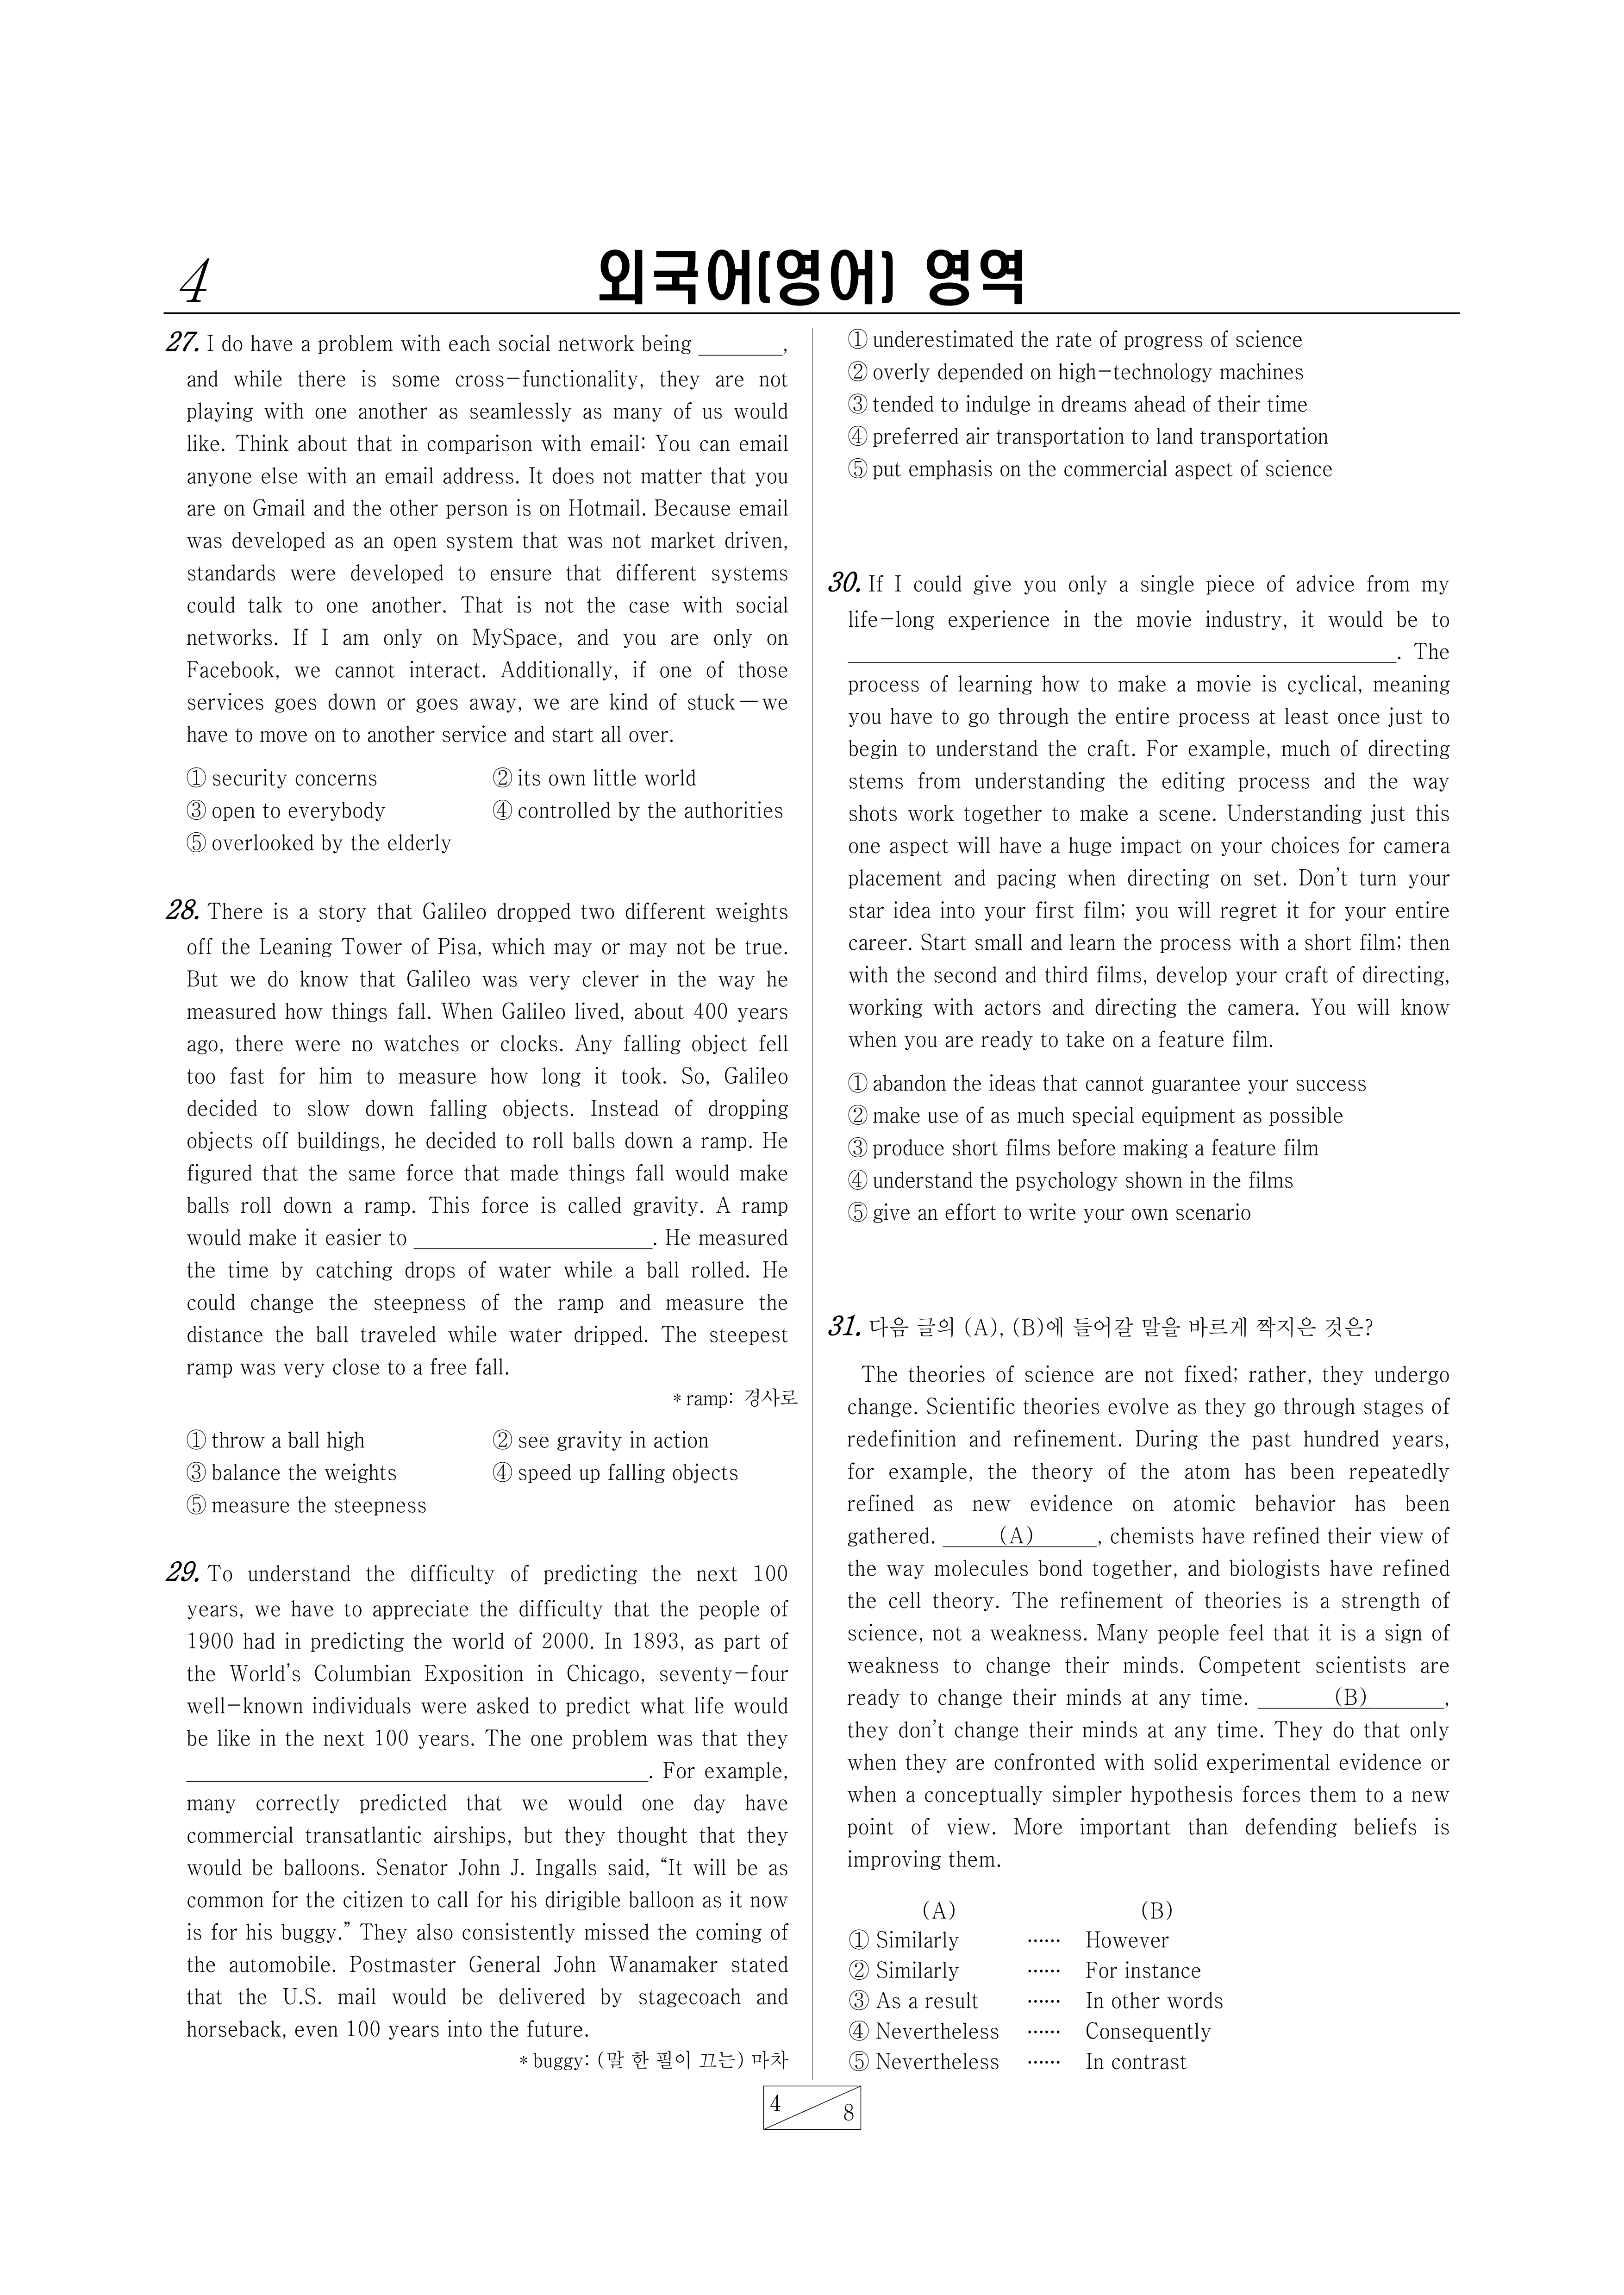 4
외국어(영어) 영역
27. I do have a problem with each social network being ________,
and while there is some cross-functionality, they are not
playing with one another as seamlessly as many of us would
like. Think about that in comparison with email: You can email
anyone else with an email address. It does not matter that you
are on Gmail and the other person is on Hotmail. Because email
was developed as an open system that was not market driven,
standards were developed to ensure that different systems
could talk to one another. That is not the case with social
networks. If I am only on MySpace, and you are only on
Facebook, we cannot interact. Additionally, if one of those
services goes down or goes away, we are kind of stuck—we
have to move on to another service and start all over.
① security concerns ② its own little world
③ open to everybody ④ controlled by the authorities
⑤ overlooked by the elderly
28. There is a story that Galileo dropped two different weights
off the Leaning Tower of Pisa, which may or may not be true.
But we do know that Galileo was very clever in the way he
measured how things fall. When Galileo lived, about 400 years
ago, there were no watches or clocks. Any falling object fell
too fast for him to measure how long it took. So, Galileo
decided to slow down falling objects. Instead of dropping
objects off buildings, he decided to roll balls down a ramp. He
figured that the same force that made things fall would make
balls roll down a ramp. This force is called gravity. A ramp
would make it easier to ____________________. He measured
the time by catching drops of water while a ball rolled. He
could change the steepness of the ramp and measure the
distance the ball traveled while water dripped. The steepest
ramp was very close to a free fall.
* ramp: 경사로
① throw a ball high ② see gravity in action
③ balance the weights ④ speed up falling objects
⑤ measure the steepness
29. To understand the difficulty of predicting the next 100
years, we have to appreciate the difficulty that the people of
1900 had in predicting the world of 2000. In 1893, as part of
the World's Columbian Exposition in Chicago, seventy-four
well-known individuals were asked to predict what life would
be like in the next 100 years. The one problem was that they
________________________________________. For example,
many correctly predicted that we would one day have
commercial transatlantic airships, but they thought that they
would be balloons. Senator John J. Ingalls said, “It will be as
common for the citizen to call for his dirigible balloon as it now
is for his buggy.” They also consistently missed the coming of
the automobile. Postmaster General John Wanamaker stated
that the U.S. mail would be delivered by stagecoach and
horseback, even 100 years into the future.
* buggy: (말 한 필이 끄는) 마차
① underestimated the rate of progress of science
② overly depended on high-technology machines
③ tended to indulge in dreams ahead of their time
④ preferred air transportation to land transportation
⑤ put emphasis on the commercial aspect of science
30. If I could give you only a single piece of advice from my
life-long experience in the movie industry, it would be to
________________________________________________. The
process of learning how to make a movie is cyclical, meaning
you have to go through the entire process at least once just to
begin to understand the craft. For example, much of directing
stems from understanding the editing process and the way
shots work together to make a scene. Understanding just this
one aspect will have a huge impact on your choices for camera
placement and pacing when directing on set. Don't turn your
star idea into your first film; you will regret it for your entire
career. Start small and learn the process with a short film; then
with the second and third films, develop your craft of directing,
working with actors and directing the camera. You will know
when you are ready to take on a feature film.
① abandon the ideas that cannot guarantee your success
② make use of as much special equipment as possible
③ produce short films before making a feature film
④ understand the psychology shown in the films
⑤ give an effort to write your own scenario
31. 다음 글의 (A), (B)에 들어갈 말을 바르게 짝지은 것은?
The theories of science are not fixed; rather, they undergo
change. Scientific theories evolve as they go through stages of
redefinition and refinement. During the past hundred years,
for example, the theory of the atom has been repeatedly
refined as new evidence on atomic behavior has been
gathered. ____(A)____, chemists have refined their view of
the way molecules bond together, and biologists have refined
the cell theory. The refinement of theories is a strength of
science, not a weakness. Many people feel that it is a sign of
weakness to change their minds. Competent scientists are
ready to change their minds at any time. ____(B)____,
they don't change their minds at any time. They do that only
when they are confronted with solid experimental evidence or
when a conceptually simpler hypothesis forces them to a new
point of view. More important than defending beliefs is
improving them.
(A) (B)
① Similarly …… However
② Similarly …… For instance
③ As a result …… In other words
④ Nevertheless …… Consequently
⑤ Nevertheless …… In contrast
4
8